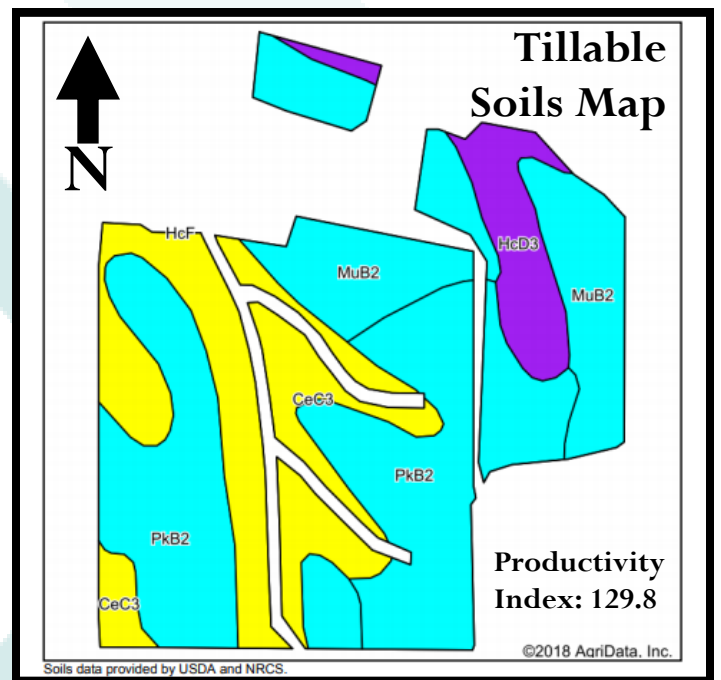 Tillable
Soils Map
N
HcF
HcD3
MuB2
MuB2
CeC3
PkB2
PkB2
CeC3
Productivity
Index: 129.8
©2018 AgriData, Inc.
Soils data provided by USDA and NRCS.